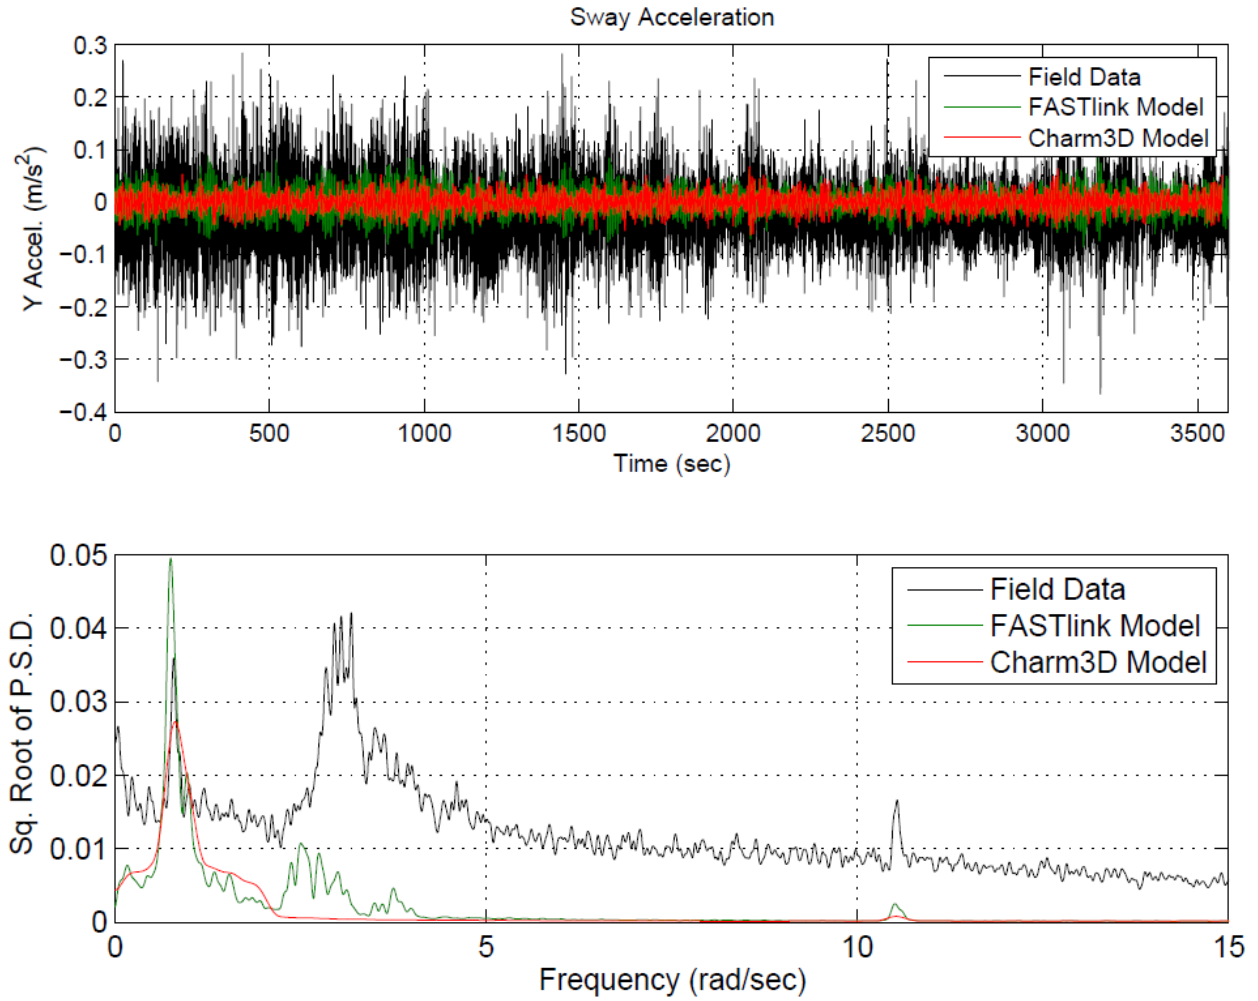 Sway Acceleration
0.3
0.2
0.1
0
−0.1
−0.2
−0.3
−0.4
Y Accel. (m/s²)
Field Data
FASTlink Model
Charm3D Model
0 500 1000 1500 2000 2500 3000 3500
Time (sec)
0.05
0.04
0.03
0.02
0.01
0
Sq. Root of P.S.D.
Field Data
FASTlink Model
Charm3D Model
0 5 10 15
Frequency (rad/sec)